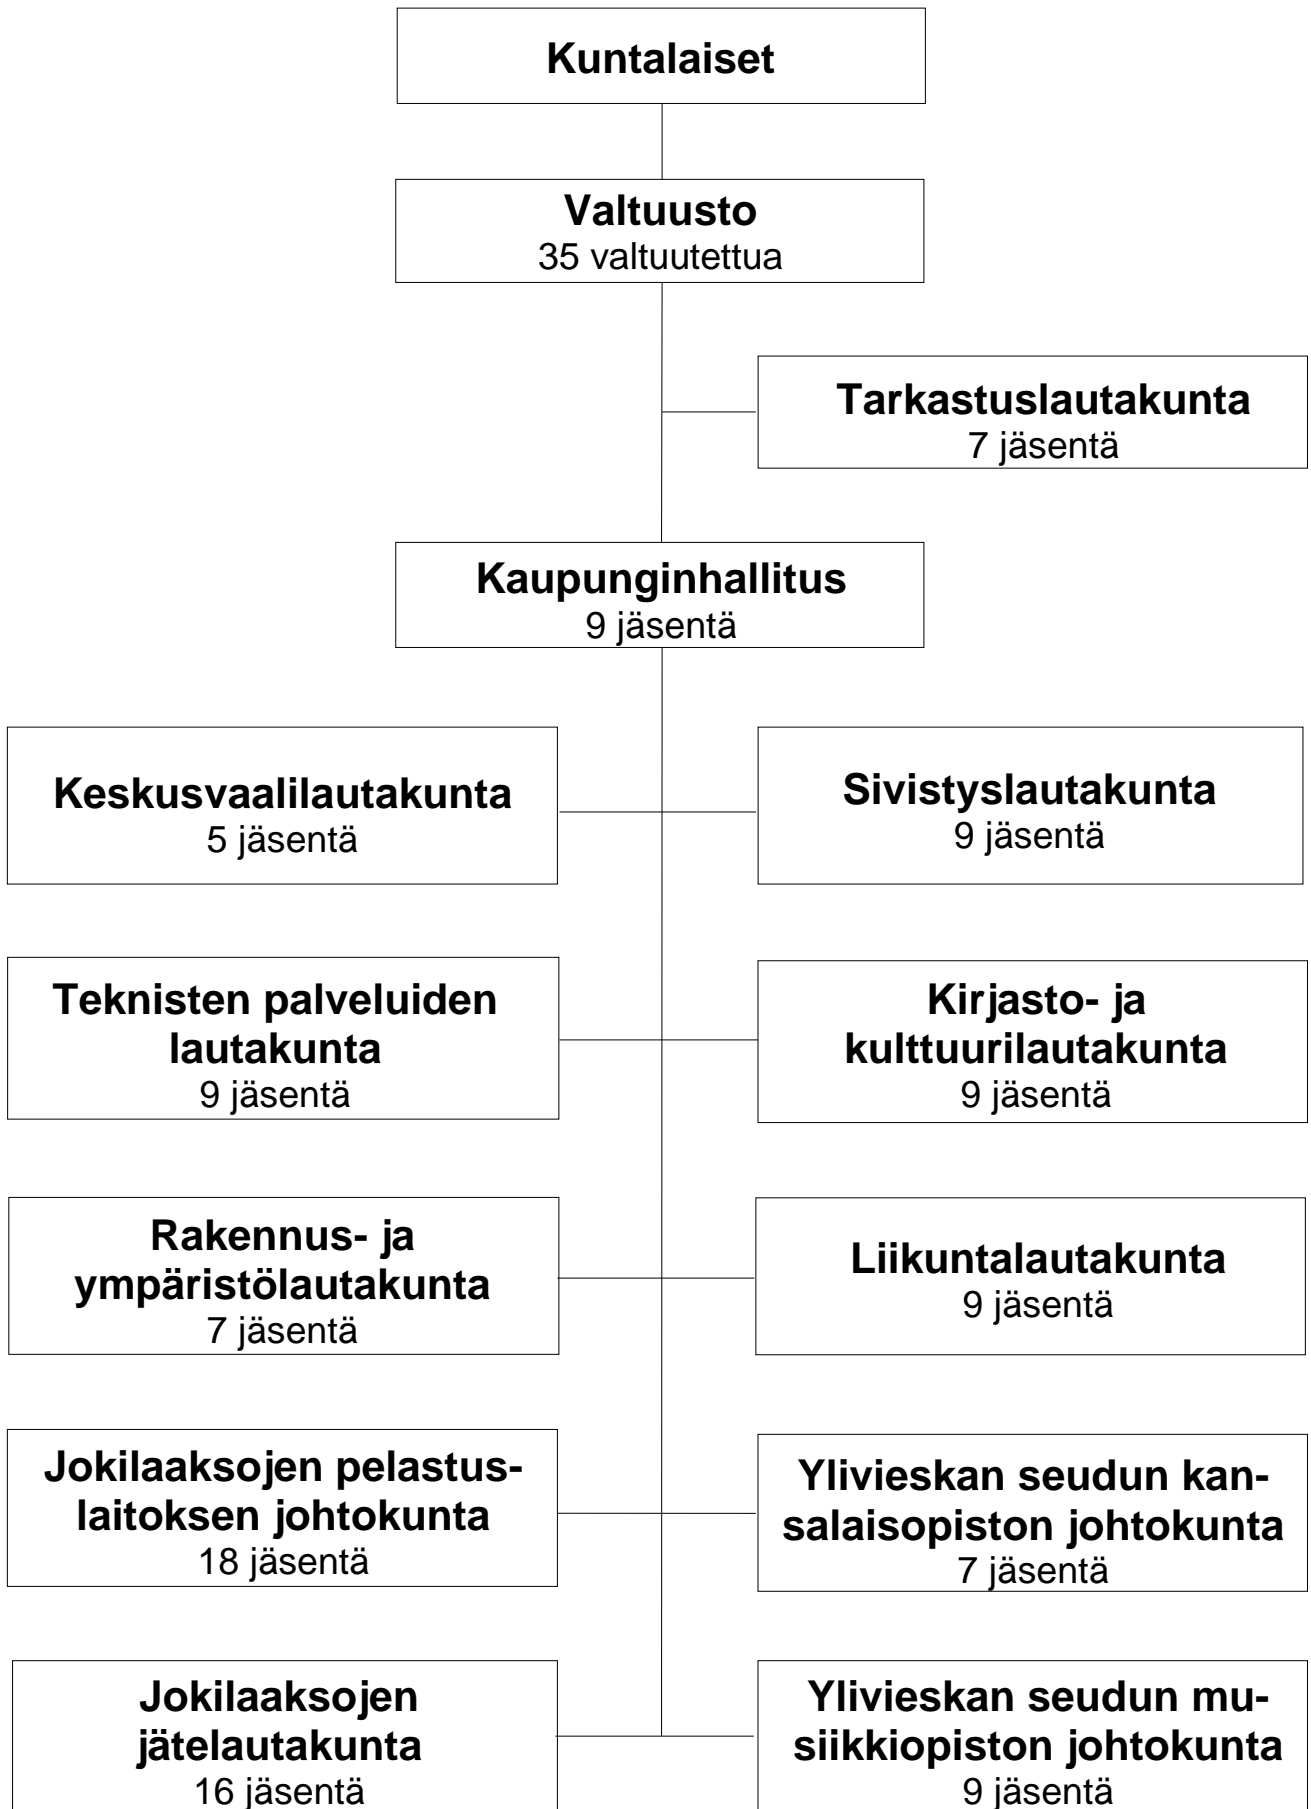 Kuntalaiset
Valtuusto
35 valtuutettua
Tarkastuslautakunta
7 jäsentä
Kaupunginhallitus
9 jäsentä
Keskusvaalilautakunta
5 jäsentä
Sivistyslautakunta
9 jäsentä
Teknisten palveluiden
lautakunta
9 jäsentä
Kirjasto- ja
kulttuurilautakunta
9 jäsentä
Rakennus- ja
ympäristölautakunta
7 jäsentä
Liikuntalautakunta
9 jäsentä
Jokilaaksojen pelastus-
laitoksen johtokunta
18 jäsentä
Ylivieskan seudun kan-
salaisopiston johtokunta
7 jäsentä
Jokilaaksojen
jätelautakunta
16 jäsentä
Ylivieskan seudun mu-
siikkiopiston johtokunta
9 jäsentä